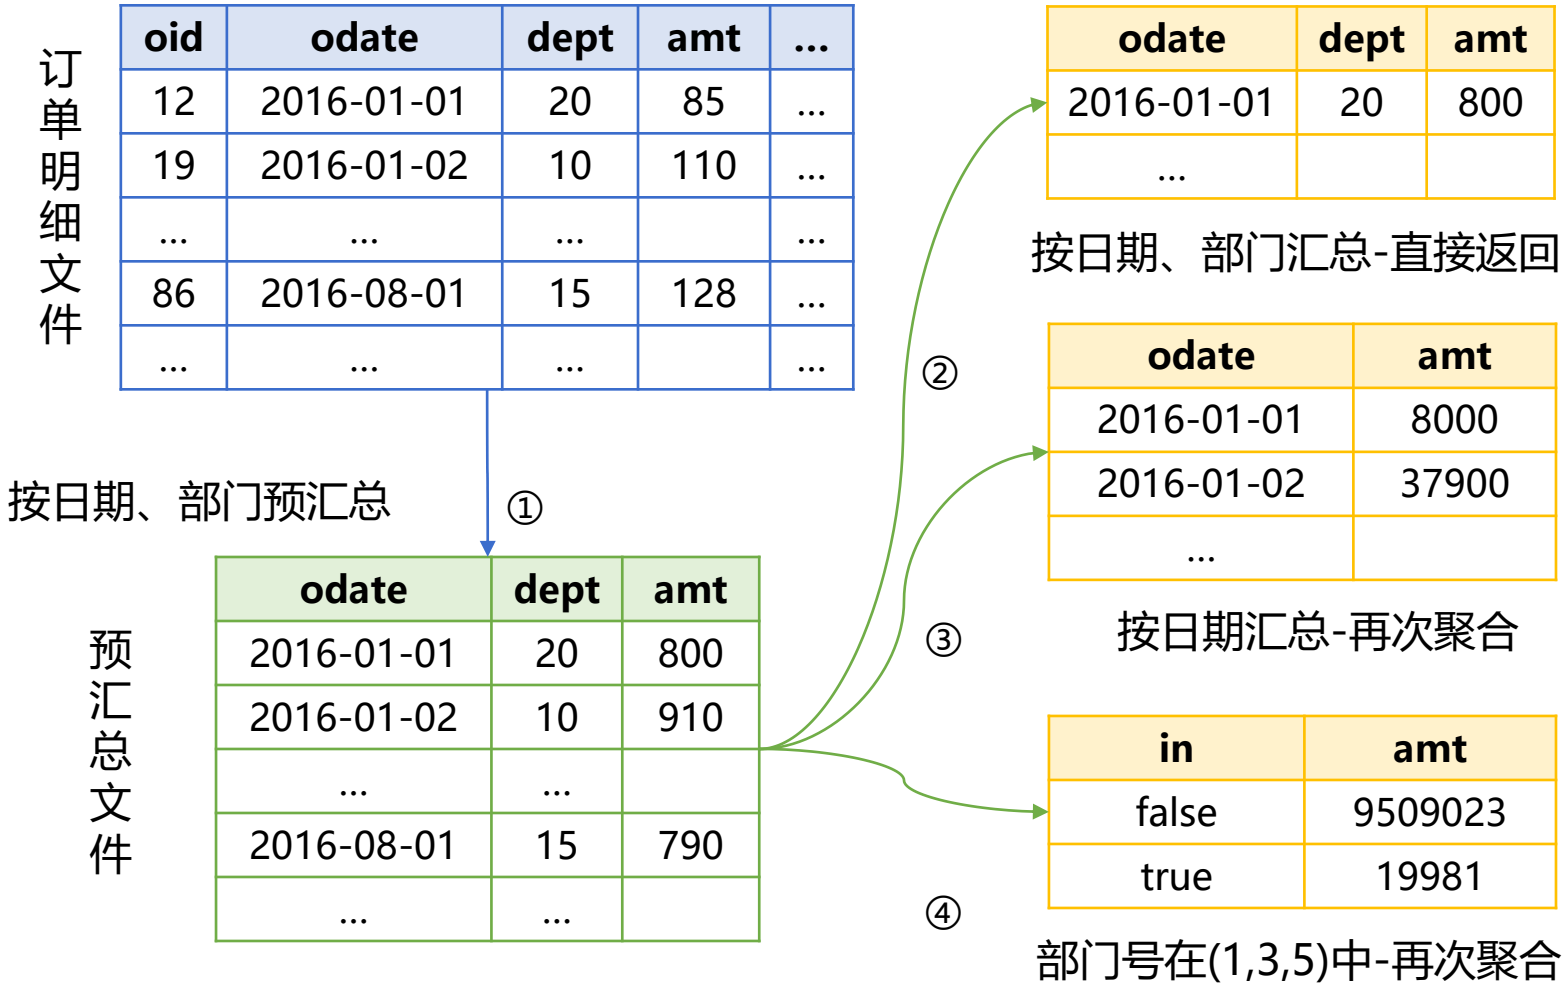 订单明细文件
oid odate dept amt ...
12 2016-01-01 20 85 ...
19 2016-01-02 10 110 ...
... ... ... ...
86 2016-08-01 15 128 ...
... ... ... ...
按日期、部门预汇总
①
预汇总文件
odate dept amt
2016-01-01 20 800
2016-01-02 10 910
... ...
2016-08-01 15 790
... ...
②
odate dept amt
2016-01-01 20 800
...
按日期、部门汇总-直接返回
③
odate amt
2016-01-01 8000
2016-01-02 37900
...
按日期汇总-再次聚合
④
in amt
false 9509023
true 19981
部门号在(1,3,5)中-再次聚合